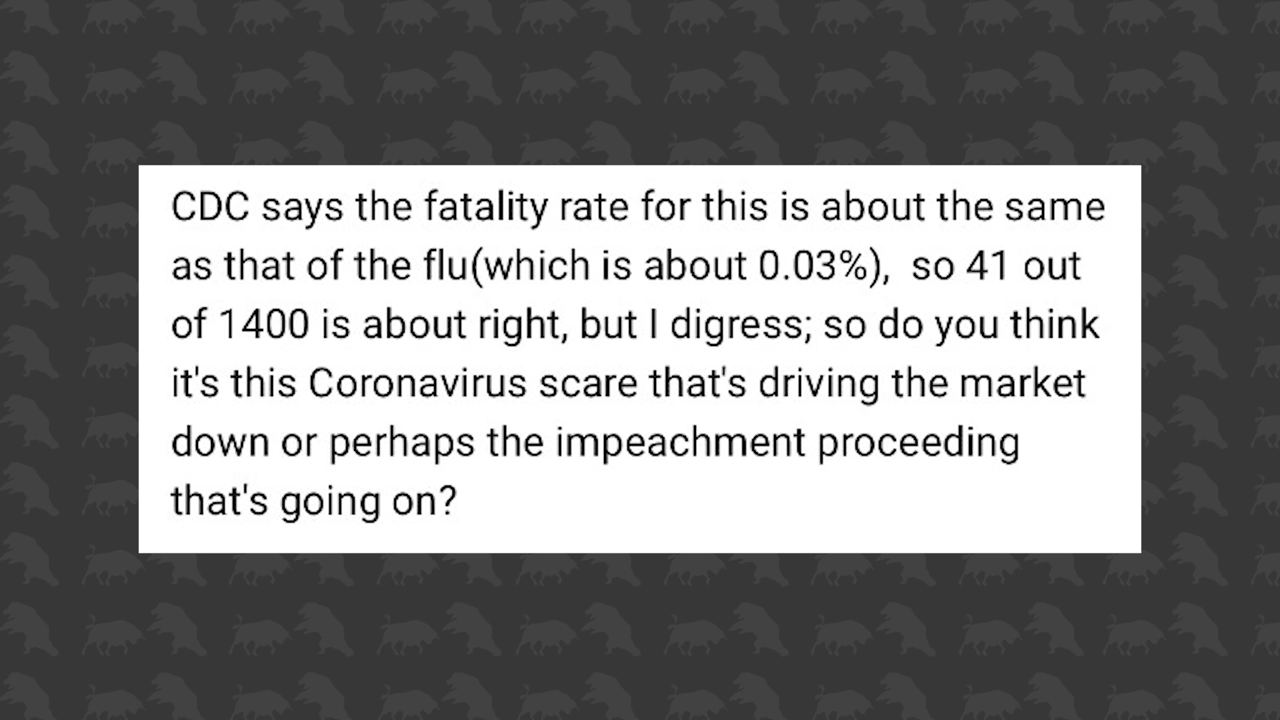 CDC says the fatality rate for this is about the same
as that of the flu(which is about 0.03%),  so 41 out
of 1400 is about right, but I digress; so do you think
it's this Coronavirus scare that's driving the market
down or perhaps the impeachment proceeding
that's going on?